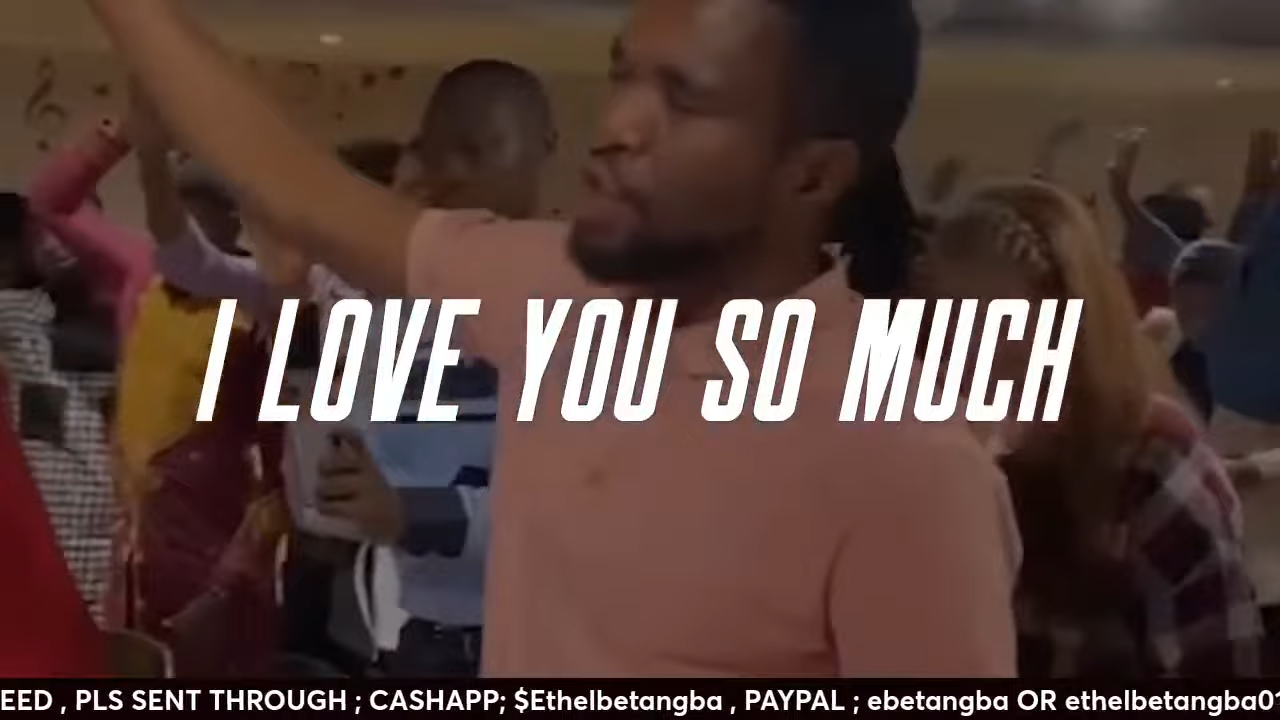 I LOVE YOU SO MUCH
EED , PLS SENT THROUGH ; CASHAPP; $Ethelbetangba , PAYPAL ; ebetangba OR ethelbetangba0